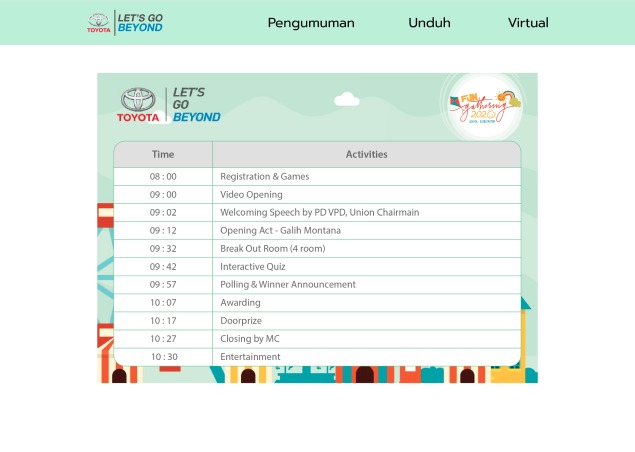 TOYOTA
LET'S GO
BEYOND
Pengumuman
Unduh
Virtual
TOYOTA
LET'S
GO
BEYOND
FUN
gathering
Time Activities
08 : 00 Registration & Games
09 : 00 Video Opening
09 : 02 Welcoming Speech by PD VPD, Union Chairmain
09 : 12 Opening Act - Galih Montana
09 : 32 Break Out Room (4 room)
09 : 42 Interactive Quiz
09 : 57 Polling & Winner Announcement
10 : 07 Awarding
10 : 17 Doorprize
10 : 27 Closing by MC
10 : 30 Entertainment